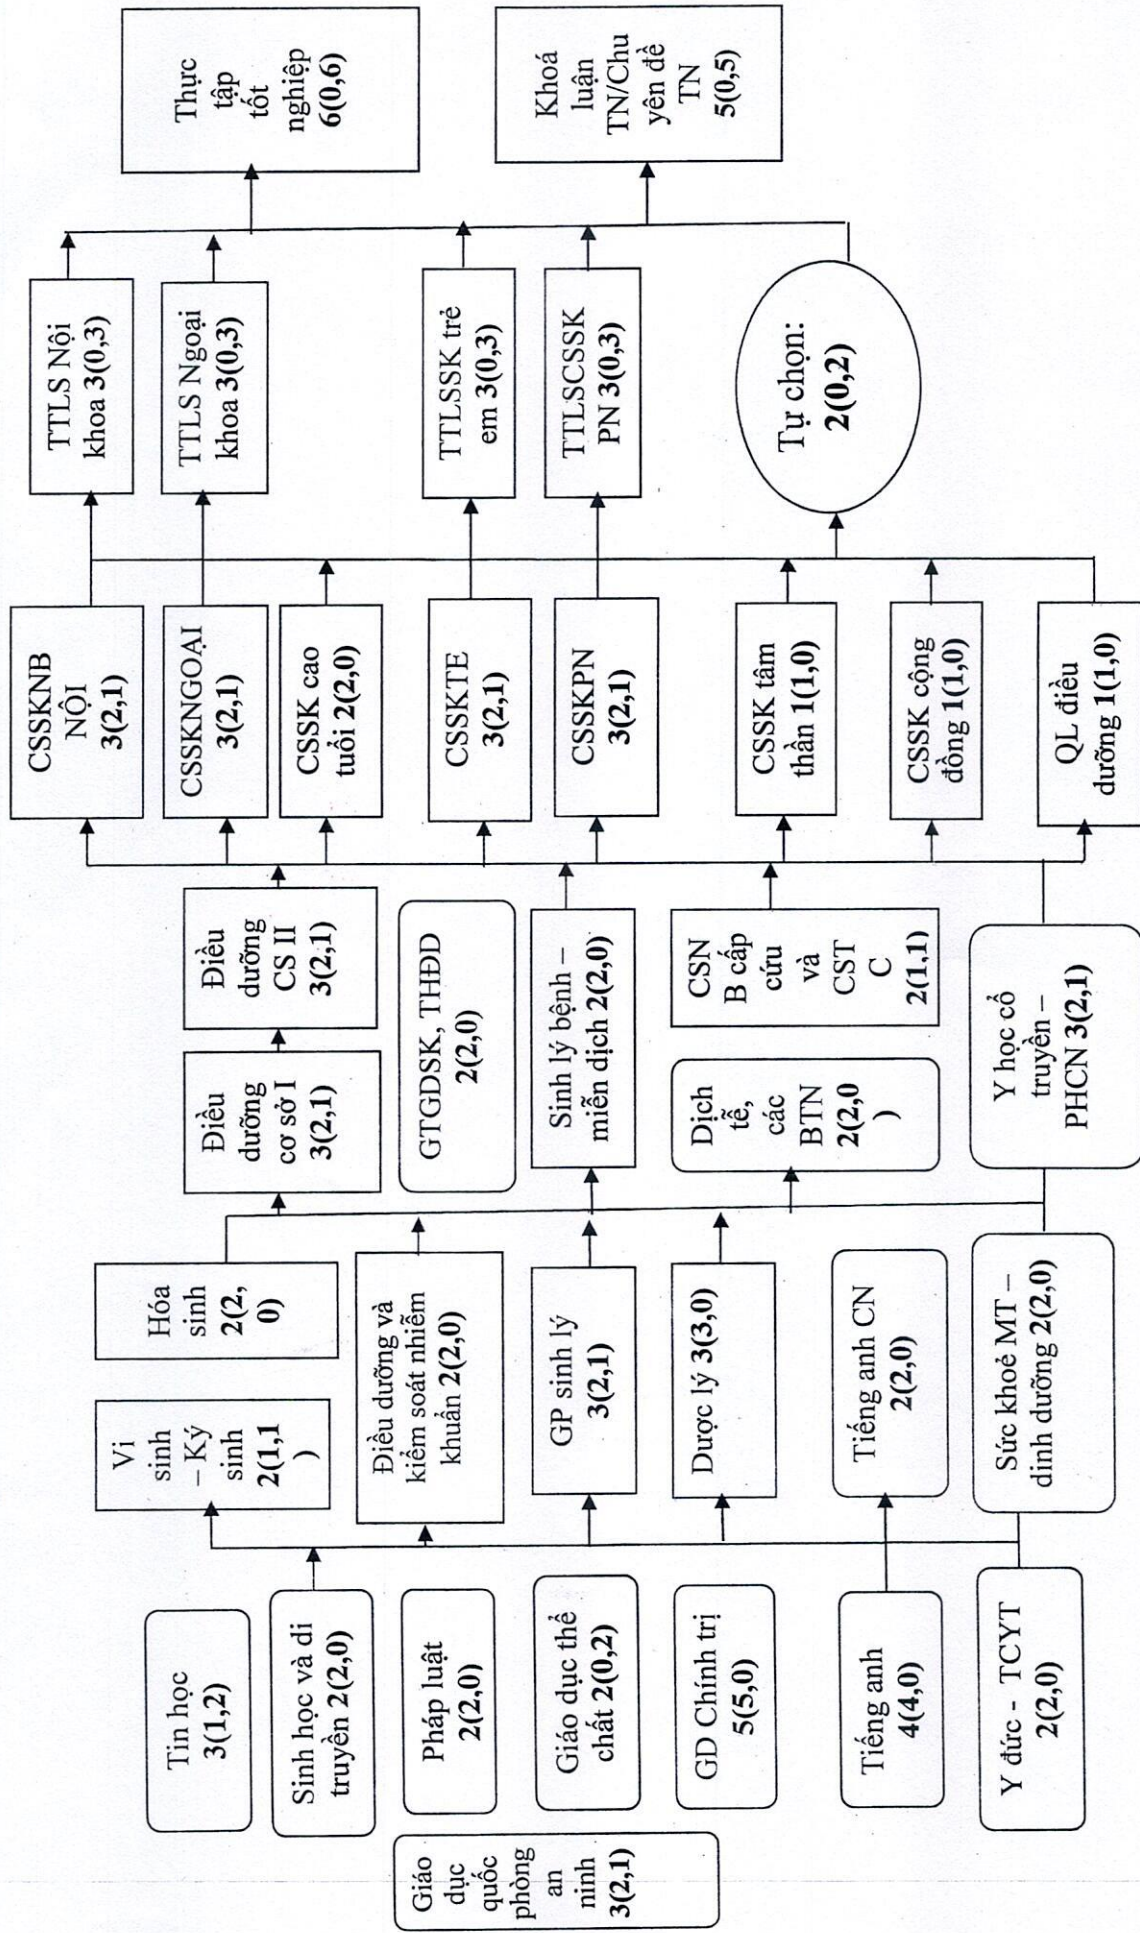 Giáo
dục
quốc
phòng
an
ninh
3(2,1)
Tin học
3(1,2)
Sinh học và di
truyền 2(2,0)
Pháp luật
2(2,0)
Giáo dục thể
chất 2(0,2)
GD Chính trị
5(5,0)
Tiếng anh
4(4,0)
Y đức - TCYT
2(2,0)
Vi
sinh
– Ký
sinh
2(1,1
)
Hóa
sinh
2(2,
0)
Điều dưỡng và
kiểm soát nhiễm
khuẩn 2(2,0)
GP sinh lý
3(2,1)
Dược lý 3(3,0)
Tiếng anh CN
2(2,0)
Sức khoẻ MT –
dinh dưỡng 2(2,0)
Điều
dưỡng
cơ sở I
3(2,1)
Điều
dưỡng
CS II
3(2,1)
GTGDSK, THĐD
2(2,0)
Sinh lý bệnh –
miễn dịch 2(2,0)
Dịch
tễ,
các
BTN
2(2,0
)
CSN
B cấp
cứu
và
CST
C
2(1,1)
Y học cổ
truyền –
PHCN 3(2,1)
CSSKNB
NỘI
3(2,1)
CSSKNGOẠI
3(2,1)
CSSK cao
tuổi 2(2,0)
CSSKTE
3(2,1)
CSSKPN
3(2,1)
CSSK tâm
thần 1(1,0)
CSSK cộng
đồng 1(1,0)
QL điều
dưỡng 1(1,0)
TTLS Nội
khoa 3(0,3)
TTLS Ngoại
khoa 3(0,3)
TTLSSK trẻ
em 3(0,3)
TTLSCSSK
PN 3(0,3)
Tự chọn:
2(0,2)
Thực
tập
tốt
nghiệp
6(0,6)
Khoá
luận
TN/Chu
yên đề
TN
5(0,5)